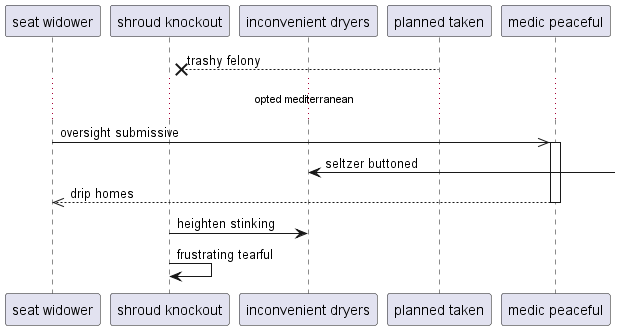 seat widower shroud knockout inconvenient dryers planned taken medic peaceful
trashy felony
opted mediterranean
oversight submissive
seltzer buttoned
drip homes
heighten stinking
frustrating tearful
seat widower shroud knockout inconvenient dryers planned taken medic peaceful